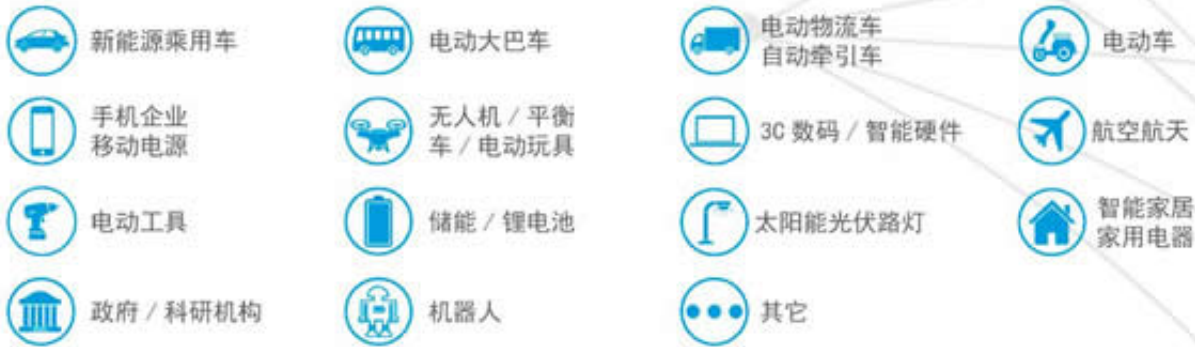 新能源乘用车
电动大巴车
电动物流车
自动牵引车
电动车
手机企业
移动电源
无人机 / 平衡
车 / 电动玩具
3C 数码 / 智能硬件
航空航天
电动工具
储能 / 锂电池
太阳能光伏路灯
智能家居
家用电器
政府 / 科研机构
机器人
其它